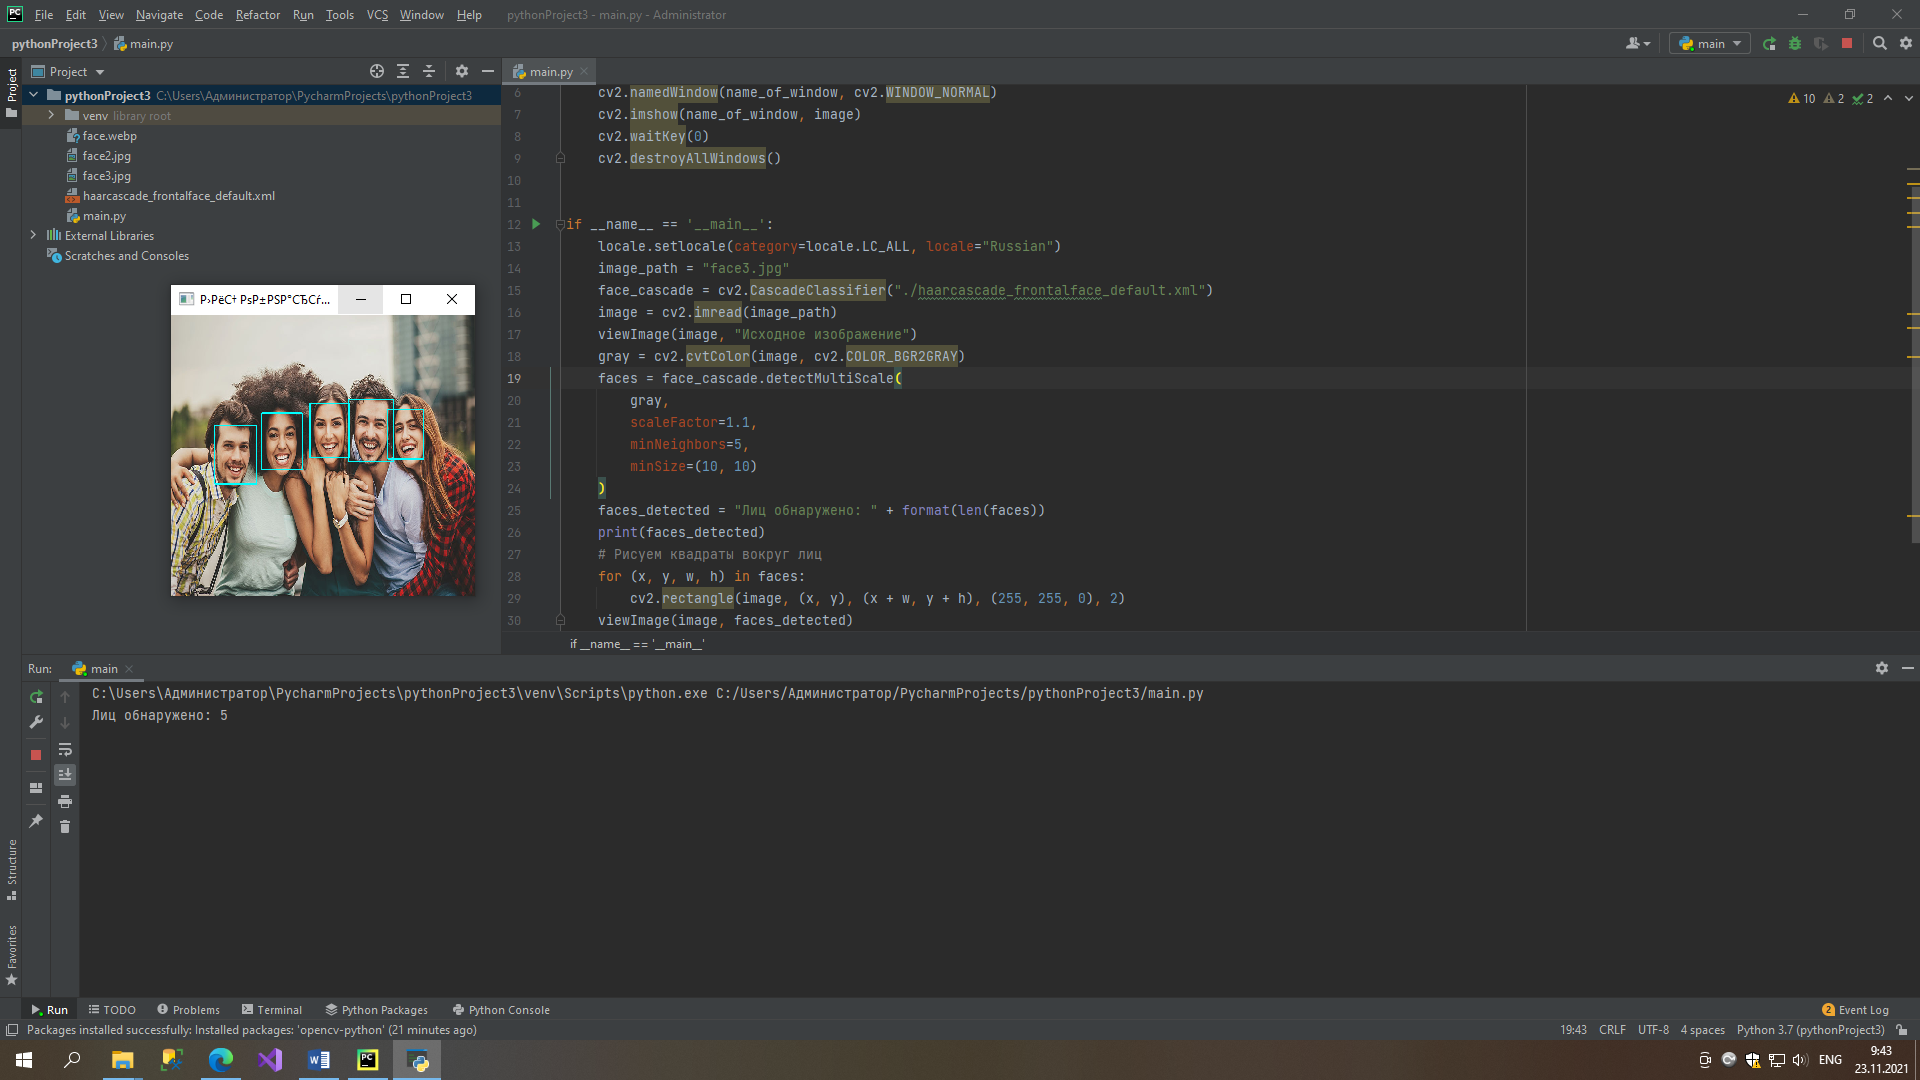 File Edit View Navigate Code Refactor Run Tools VCS Window Help pythonProject3 - main.py - Administrator
pythonProject3 main.py
main
Project
main.py
pythonProject3 C:\Users\Администратор\PycharmProjects\pythonProject3
venv library root
face.webp
face2.jpg
face3.jpg
haarcascade_frontalface_default.xml
main.py
External Libraries
Scratches and Consoles
Project
Structure
Favorites
10 2 2
6 cv2.namedWindow(name_of_window, cv2.WINDOW_NORMAL)
7 cv2.imshow(name_of_window, image)
8 cv2.waitKey(0)
9 cv2.destroyAllWindows()
10
11
12 if __name__ == '__main__':
13 locale.setlocale(category=locale.LC_ALL, locale="Russian")
14 image_path = "face3.jpg"
15 face_cascade = cv2.CascadeClassifier("./haarcascade_frontalface_default.xml")
16 image = cv2.imread(image_path)
17 viewImage(image, "Исходное изображение")
18 gray = cv2.cvtColor(image, cv2.COLOR_BGR2GRAY)
19 faces = face_cascade.detectMultiScale(
20 gray,
21 scaleFactor=1.1,
22 minNeighbors=5,
23 minSize=(10, 10)
24 )
25 faces_detected = "Лиц обнаружено: " + format(len(faces))
26 print(faces_detected)
27 # Рисуем квадраты вокруг лиц
28 for (x, y, w, h) in faces:
29 cv2.rectangle(image, (x, y), (x + w, y + h), (255, 255, 0), 2)
30 viewImage(image, faces_detected)
if __name__ == '__main__'
Run: main
C:\Users\Администратор\PycharmProjects\pythonProject3\venv\Scripts\python.exe C:/Users/Администратор/PycharmProjects/pythonProject3/main.py
Лиц обнаружено: 5
Run TODO Problems Terminal Python Packages Python Console 2 Event Log
Packages installed successfully: Installed packages: 'opencv-python' (21 minutes ago) 19:43 CRLF UTF-8 4 spaces Python 3.7 (pythonProject3)
ENG
9:43
23.11.2021